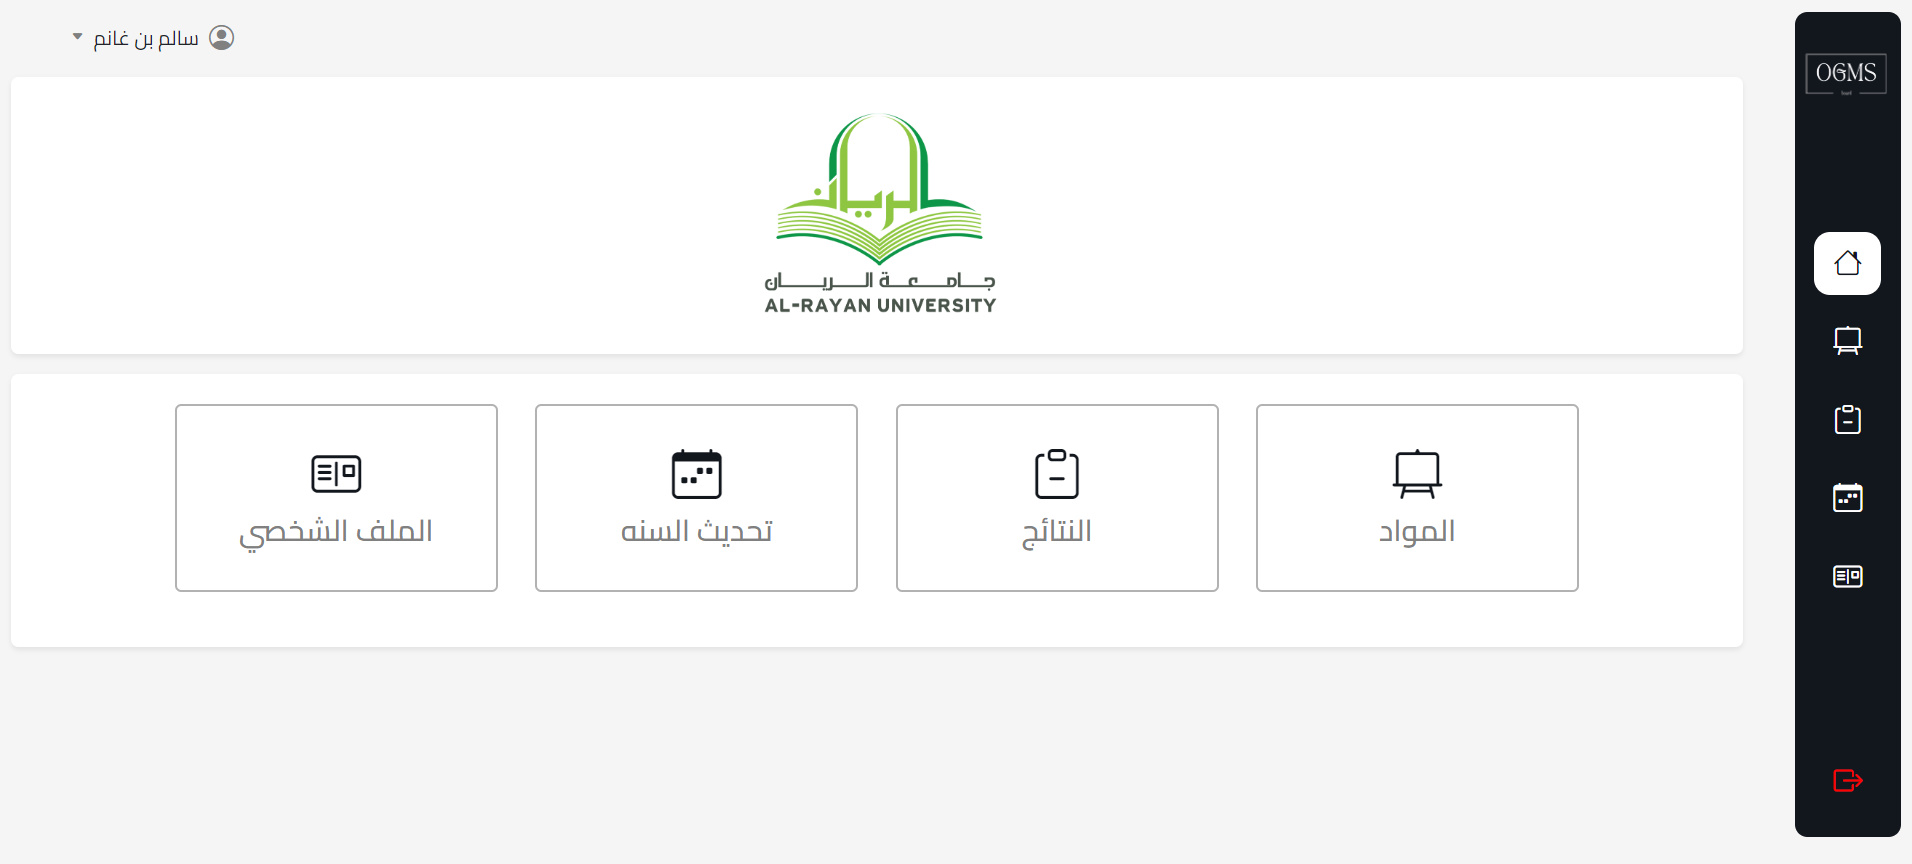 OGMS
سالم بن غانم
الريان
جامعة الريان
AL-RAYAN UNIVERSITY
المواد
النتائج
تحديث السنه
الملف الشخصي